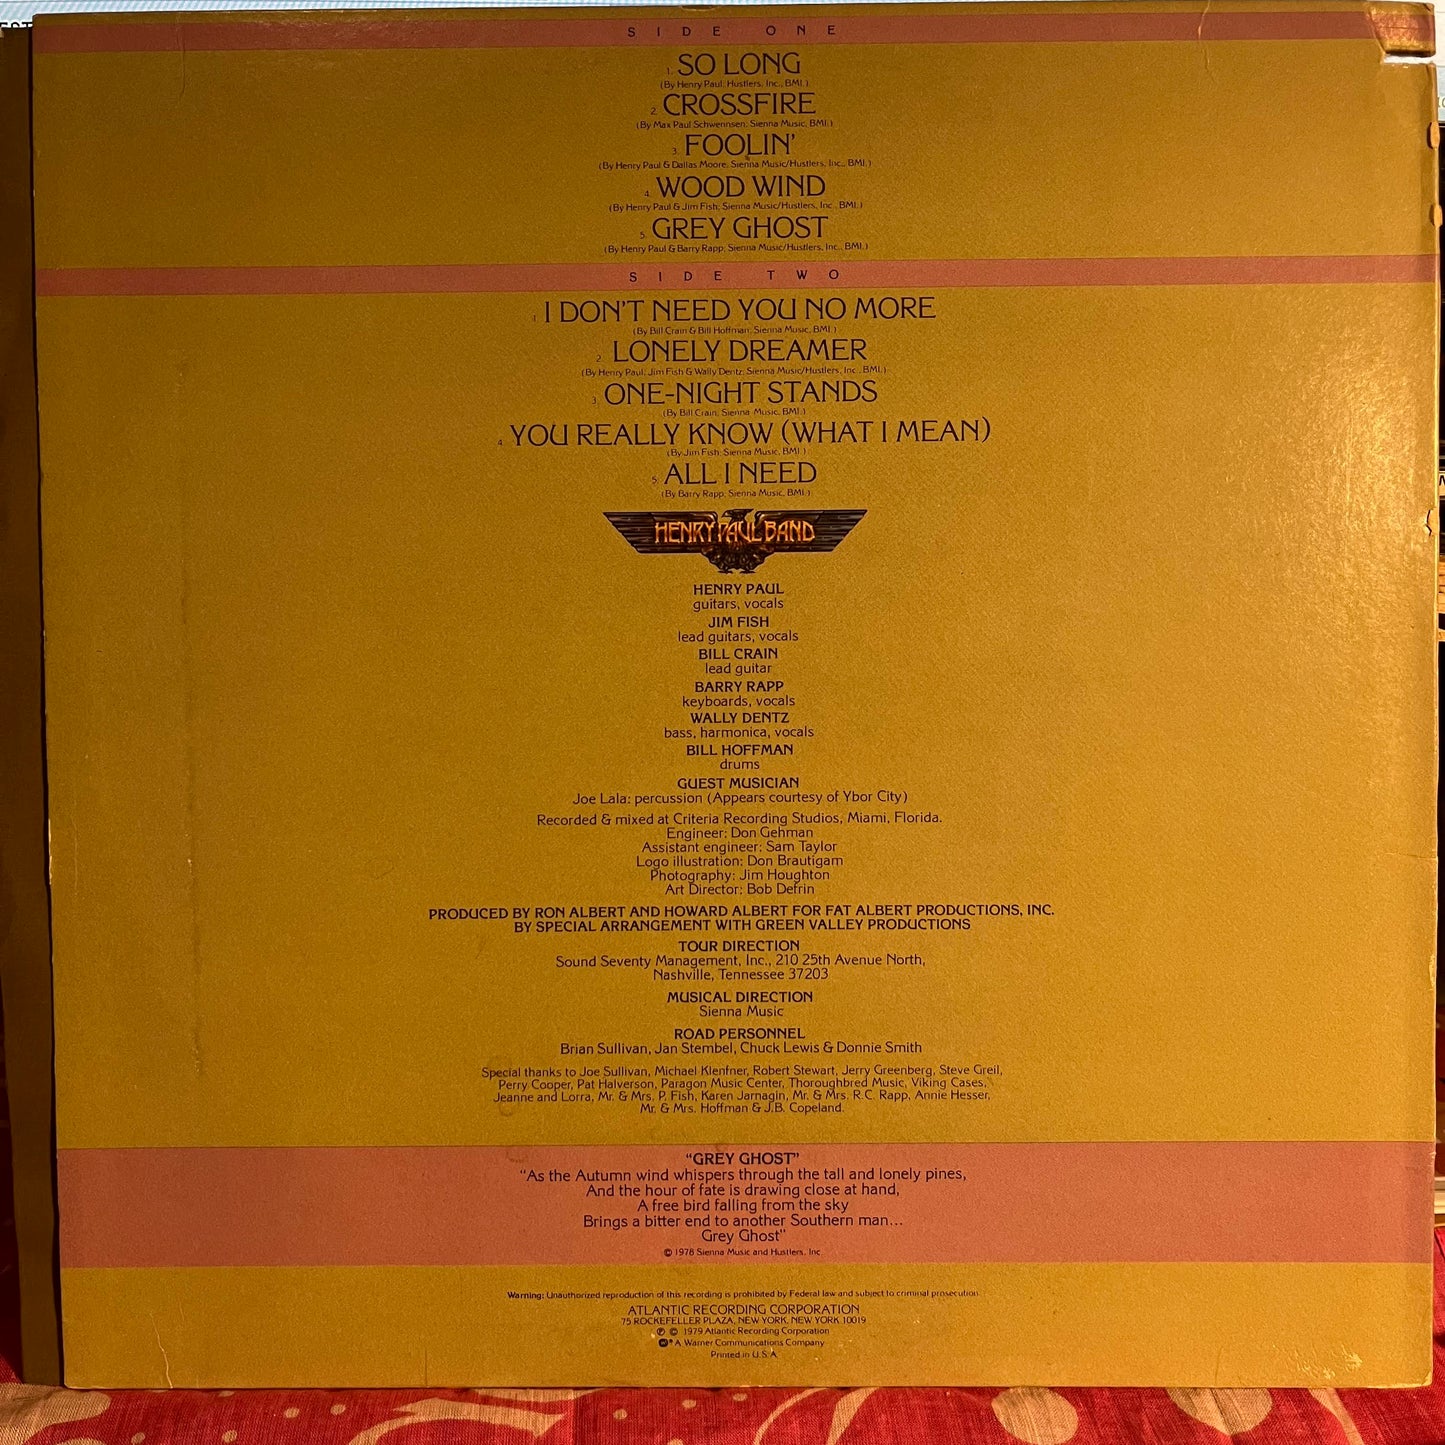 SIDE ONE
1. SO LONG
(By Henry Paul; Hustlers, Inc., BMI.)
2. CROSSFIRE
(By Max Paul Schwennsen; Sienna Music, BMI.)
3. FOOLIN'
(By Henry Paul & Dallas Moore; Sienna Music/Hustlers, Inc., BMI.)
4. WOOD WIND
(By Henry Paul & Jim Fish; Sienna Music/Hustlers, Inc., BMI.)
5. GREY GHOST
(By Henry Paul & Barry Rapp; Sienna Music/Hustlers, Inc., BMI.)
SIDE TWO
1. I DON'T NEED YOU NO MORE
(By Bill Crain & Bill Hoffman; Sienna Music, BMI.)
2. LONELY DREAMER
(By Henry Paul, Jim Fish & Wally Dentz; Sienna Music/Hustlers, Inc., BMI.)
3. ONE-NIGHT STANDS
(By Bill Crain; Sienna Music, BMI.)
4. YOU REALLY KNOW (WHAT I MEAN)
(By Jim Fish; Sienna Music, BMI.)
5. ALL I NEED
(By Barry Rapp; Sienna Music, BMI.)
HENRY PAUL BAND
HENRY PAUL
guitars, vocals
JIM FISH
lead guitars, vocals
BILL CRAIN
lead guitar
BARRY RAPP
keyboards, vocals
WALLY DENTZ
bass, harmonica, vocals
BILL HOFFMAN
drums
GUEST MUSICIAN
Joe Lala: percussion (Appears courtesy of Ybor City)
Recorded & mixed at Criteria Recording Studios, Miami, Florida.
Engineer: Don Gehman
Assistant engineer: Sam Taylor
Logo illustration: Don Brautigam
Photography: Jim Houghton
Art Director: Bob Defrin
PRODUCED BY RON ALBERT AND HOWARD ALBERT FOR FAT ALBERT PRODUCTIONS, INC.
BY SPECIAL ARRANGEMENT WITH GREEN VALLEY PRODUCTIONS
TOUR DIRECTION
Sound Seventy Management, Inc., 210 25th Avenue North,
Nashville, Tennessee 37203
MUSICAL DIRECTION
Sienna Music
ROAD PERSONNEL
Brian Sullivan, Jan Stembel, Chuck Lewis & Donnie Smith
Special thanks to Joe Sullivan, Michael Klenfner, Robert Stewart, Jerry Greenberg, Steve Greil,
Perry Cooper, Pat Halverson, Paragon Music Center, Thoroughbred Music, Viking Cases,
Jeanne and Lorra, Mr. & Mrs. P. Fish, Karen Jarnagin, Mr. & Mrs. R.C. Rapp, Annie Hesser,
Mr. & Mrs. Hoffman & J.B. Copeland.
"GREY GHOST"
"As the Autumn wind whispers through the tall and lonely pines,
And the hour of fate is drawing close at hand,
A free bird falling from the sky
Brings a bitter end to another Southern man...
Grey Ghost"
© 1978 Sienna Music and Hustlers, Inc.
Warning: Unauthorized reproduction of this recording is prohibited by Federal law and subject to criminal prosecution.
ATLANTIC RECORDING CORPORATION
75 ROCKEFELLER PLAZA, NEW YORK, NEW YORK 10019
℗ © 1979 Atlantic Recording Corporation
® A Warner Communications Company
Printed in U.S.A.